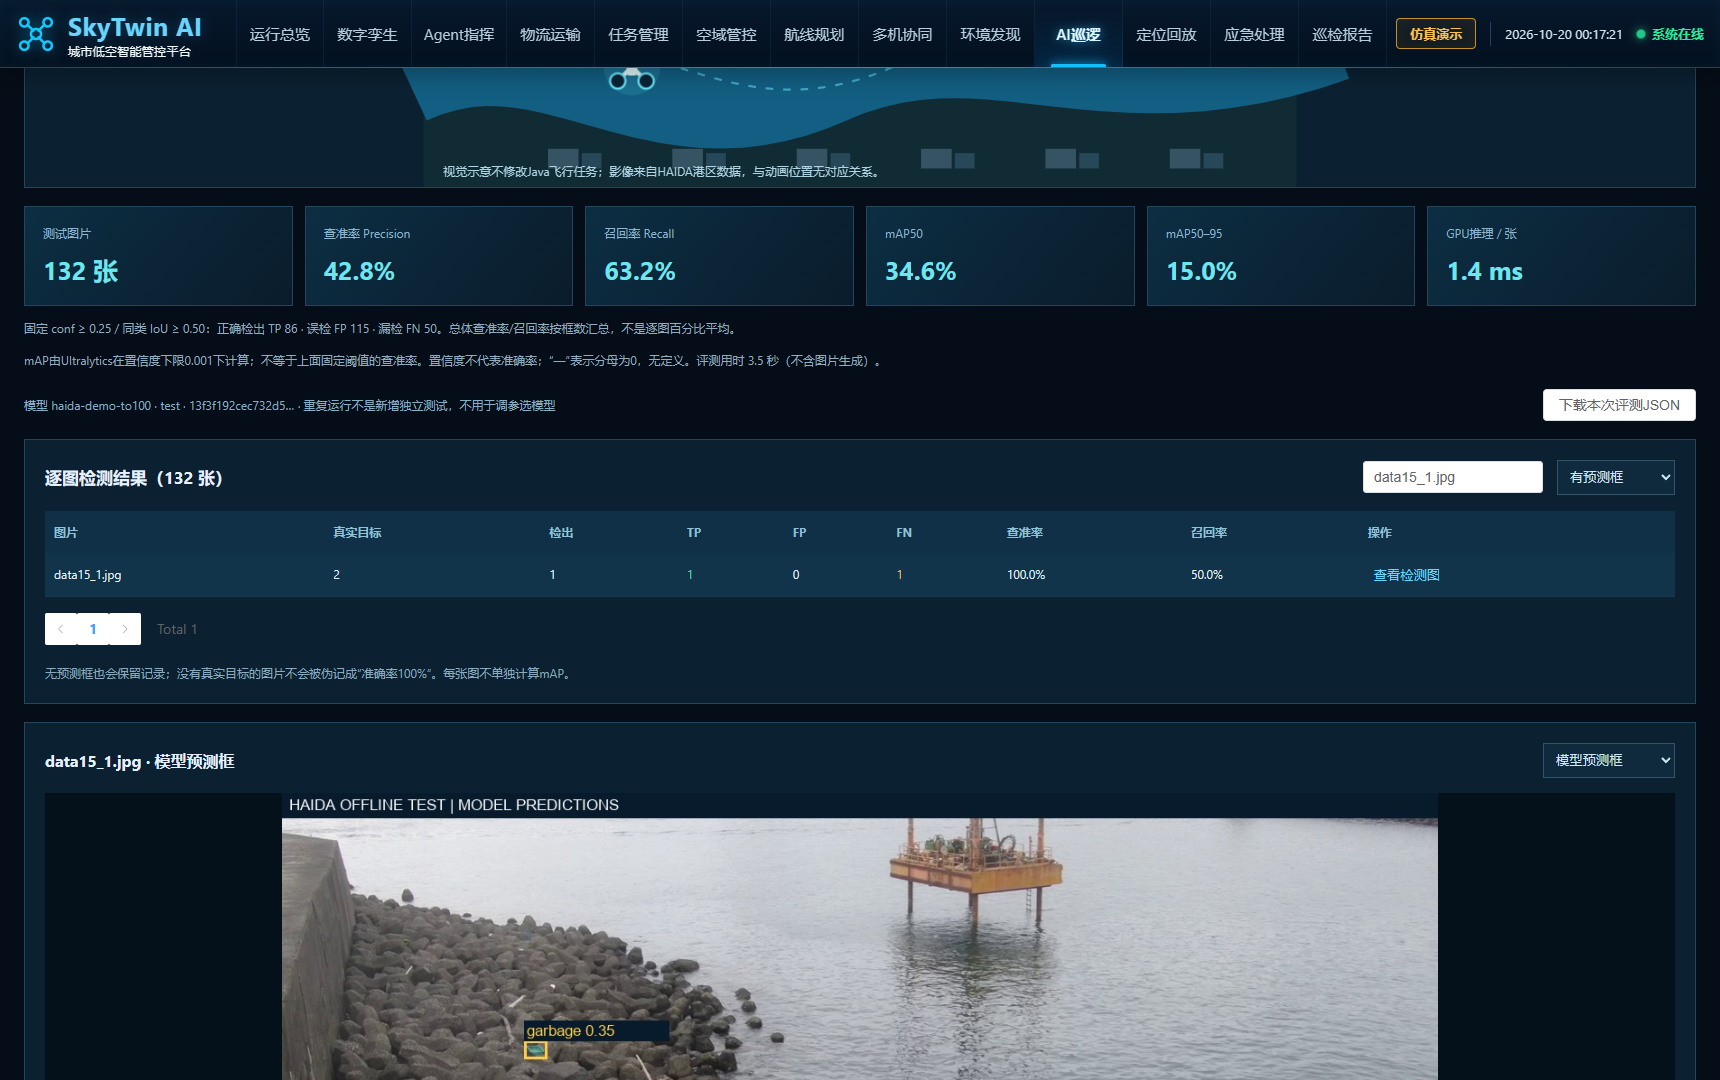 SkyTwin AI
城市低空智能管控平台
运行总览
数字孪生
Agent指挥
物流运输
任务管理
空域管控
航线规划
多机协同
环境发现
AI巡逻
定位回放
应急处理
巡检报告
仿真演示
2026-10-20 00:17:21
系统在线
视觉示意不修改Java飞行任务；影像来自HAIDA港区数据，与动画位置无对应关系。
测试图片
132 张
查准率 Precision
42.8%
召回率 Recall
63.2%
mAP50
34.6%
mAP50–95
15.0%
GPU推理 / 张
1.4 ms
固定 conf ≥ 0.25 / 同类 IoU ≥ 0.50：正确检出 TP 86 · 误检 FP 115 · 漏检 FN 50。总体查准率/召回率按框数汇总，不是逐图百分比平均。
mAP由Ultralytics在置信度下限0.001下计算；不等于上面固定阈值的查准率。置信度不代表准确率；“—”表示分母为0，无定义。评测用时 3.5 秒（不含图片生成）。
模型 haida-demo-to100 · test · 13f3f192cec732d5... · 重复运行不是新增独立测试，不用于调参选模型
下载本次评测JSON
逐图检测结果（132 张）
data15_1.jpg
有预测框
图片 真实目标 检出 TP FP FN 查准率 召回率 操作
data15_1.jpg 2 1 1 0 1 100.0% 50.0% 查看检测图
1
Total 1
无预测框也会保留记录；没有真实目标的图片不会被伪记成“准确率100%”。每张图不单独计算mAP。
data15_1.jpg · 模型预测框
模型预测框
HAIDA OFFLINE TEST | MODEL PREDICTIONS
garbage 0.35